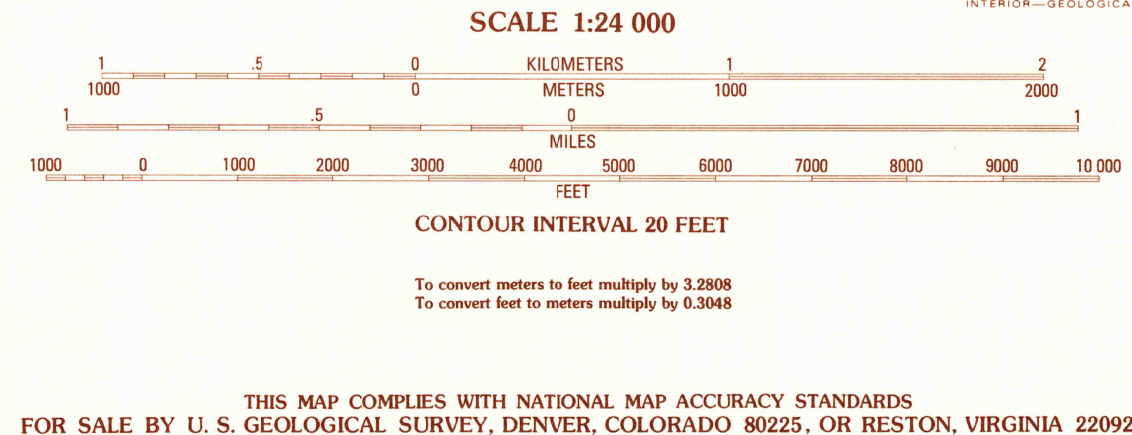 INTERIOR—GEOLOGICA
SCALE 1:24 000
1 .5 0 KILOMETERS 1 2
1000 0 METERS 1000 2000
1 .5 0 1
MILES
1000 0 1000 2000 3000 4000 5000 6000 7000 8000 9000 10 000
FEET
CONTOUR INTERVAL 20 FEET
To convert meters to feet multiply by 3.2808
To convert feet to meters multiply by 0.3048
THIS MAP COMPLIES WITH NATIONAL MAP ACCURACY STANDARDS
FOR SALE BY U. S. GEOLOGICAL SURVEY, DENVER, COLORADO 80225, OR RESTON, VIRGINIA 22092